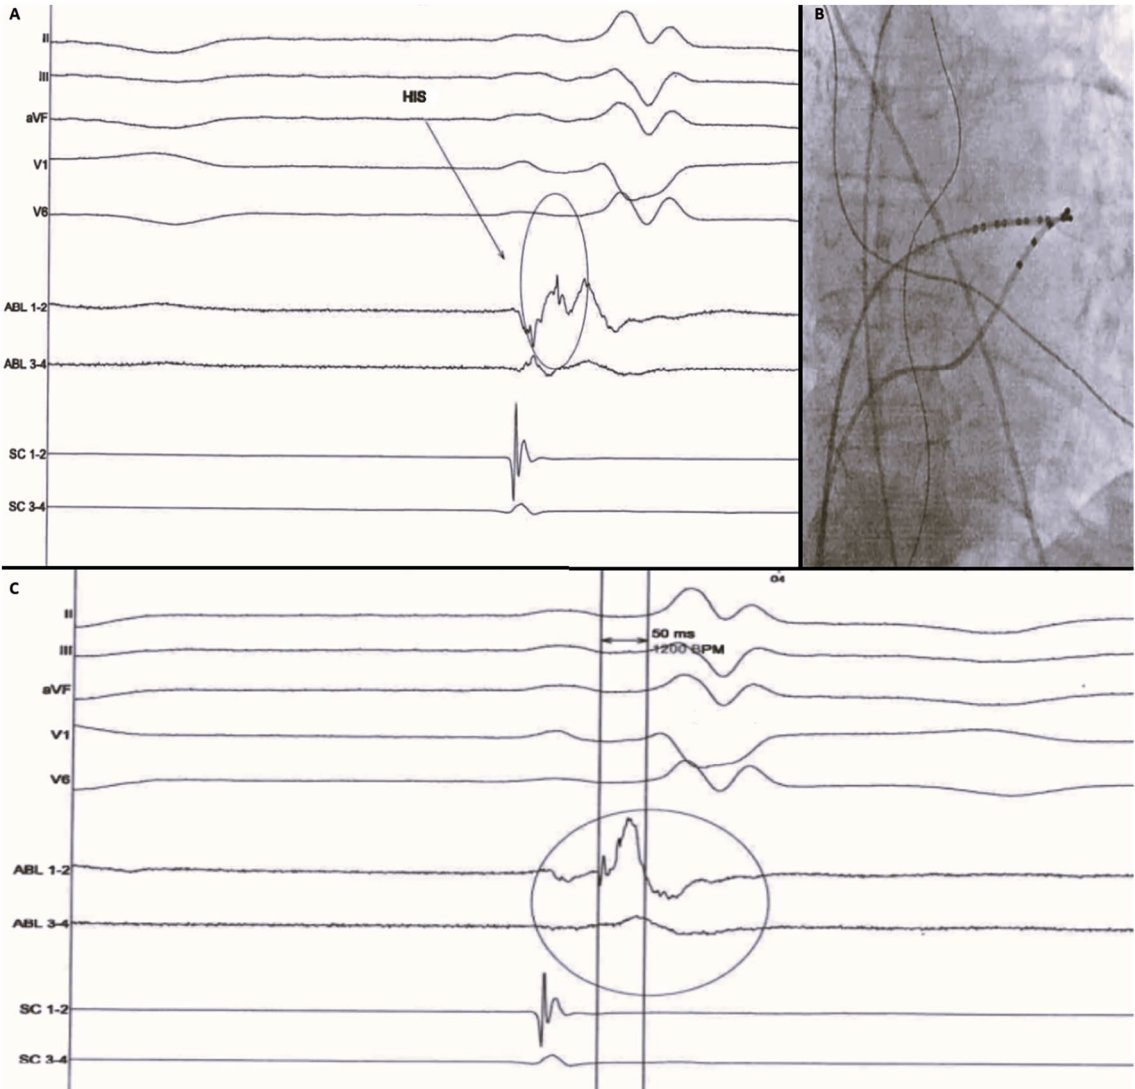 A
II
III
aVF
V1
V6
HIS
ABL 1-2
ABL 3-4
SC 1-2
SC 3-4
B
C
04
II
III
aVF
V1
V6
50 ms
1200 BPM
ABL 1-2
ABL 3-4
SC 1-2
SC 3-4